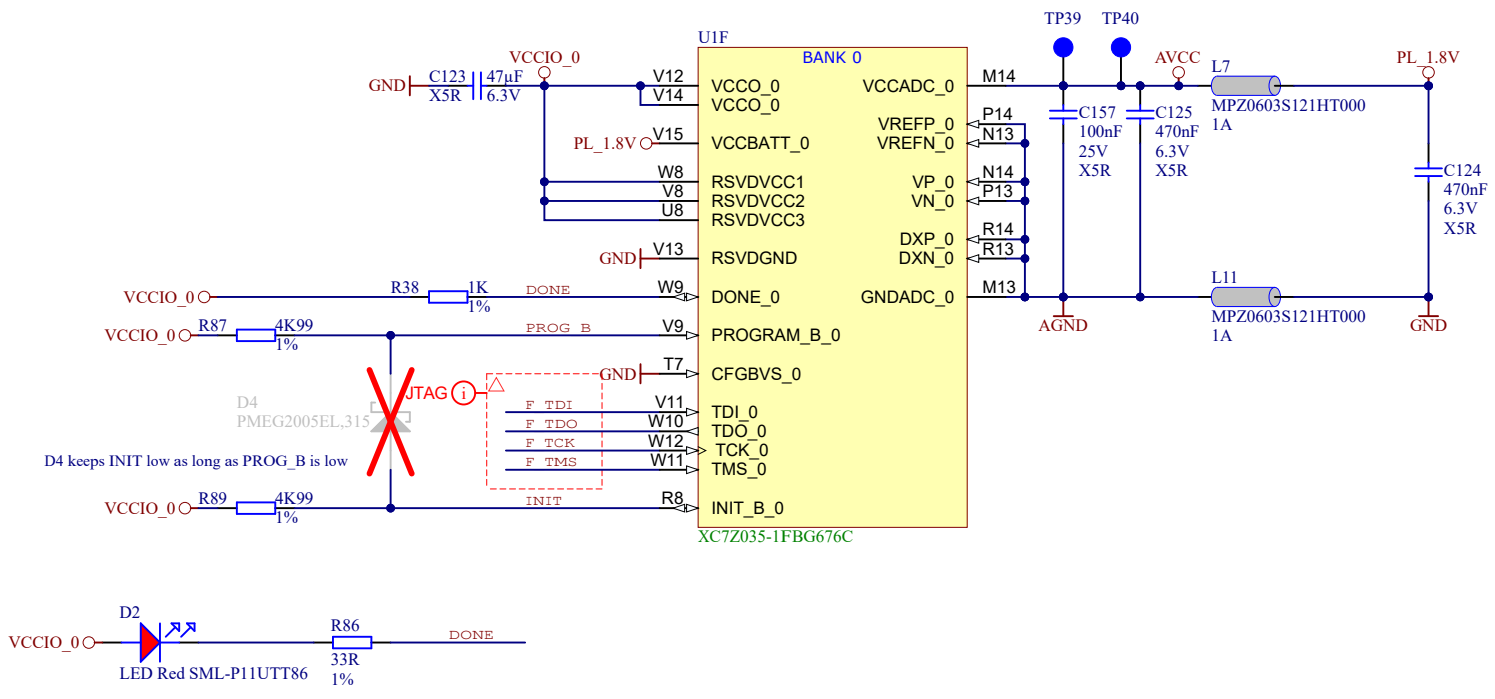 TP39 TP40
U1F
BANK 0
VCCIO_0
AVCC
L7
PL_1.8V
GND
C123
X5R
47µF
6.3V
V12 VCCO_0
V14 VCCO_0
VCCADC_0 M14
MPZ0603S121HT000
1A
PL_1.8V
V15 VCCBATT_0
VREFP_0 P14
VREFN_0 N13
C157
100nF
25V
X5R
C125
470nF
6.3V
X5R
C124
470nF
6.3V
X5R
W8 RSVDVCC1
V8 RSVDVCC2
U8 RSVDVCC3
VP_0 N14
VN_0 P13
DXP_0 R14
DXN_0 R13
GND
V13 RSVDGND
VCCIO_0
R38
1K
1%
DONE
W9 DONE_0
GNDADC_0 M13
L11
MPZ0603S121HT000
1A
AGND
GND
VCCIO_0
R87
4K99
1%
PROG_B
V9 PROGRAM_B_0
GND
T7 CFGBVS_0
JTAG i
D4
PMEG2005EL,315
F_TDI V11 TDI_0
F_TDO W10 TDO_0
F_TCK W12 TCK_0
F_TMS W11 TMS_0
D4 keeps INIT low as long as PROG_B is low
VCCIO_0
R89
4K99
1%
INIT
R8 INIT_B_0
XC7Z035-1FBG676C
D2
VCCIO_0
LED Red SML-P11UTT86
R86
33R
1%
DONE